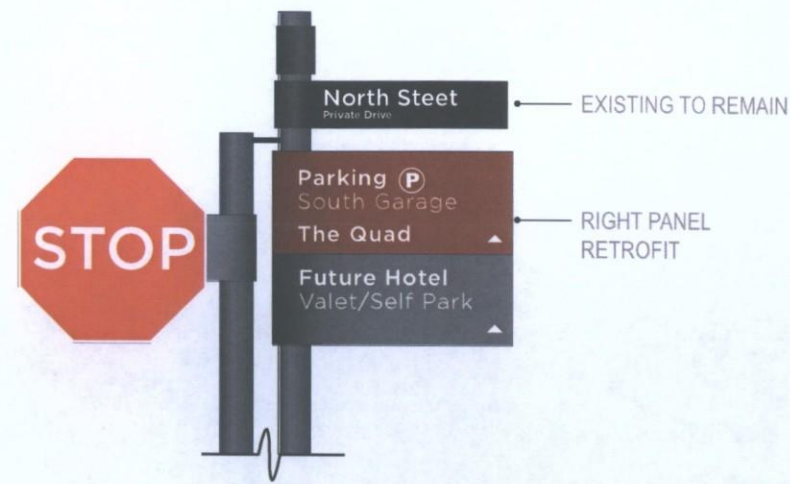 North Steet
Private Drive
EXISTING TO REMAIN
STOP
Parking P
South Garage
The Quad
RIGHT PANEL
RETROFIT
Future Hotel
Valet/Self Park